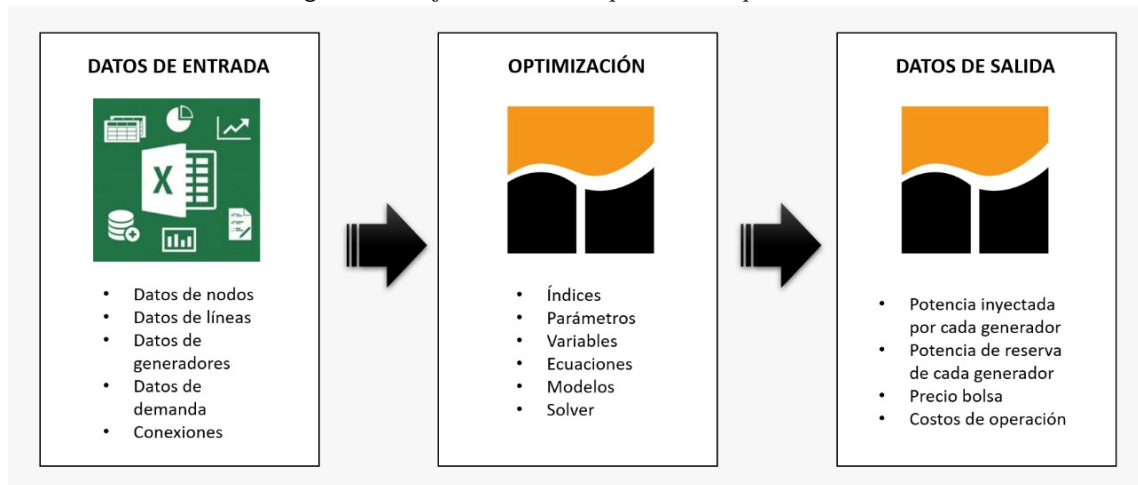 DATOS DE ENTRADA
X
• Datos de nodos
• Datos de líneas
• Datos de
generadores
• Datos de
demanda
• Conexiones
OPTIMIZACIÓN
• Índices
• Parámetros
• Variables
• Ecuaciones
• Modelos
• Solver
DATOS DE SALIDA
• Potencia inyectada
por cada generador
• Potencia de reserva
de cada generador
• Precio bolsa
• Costos de operación